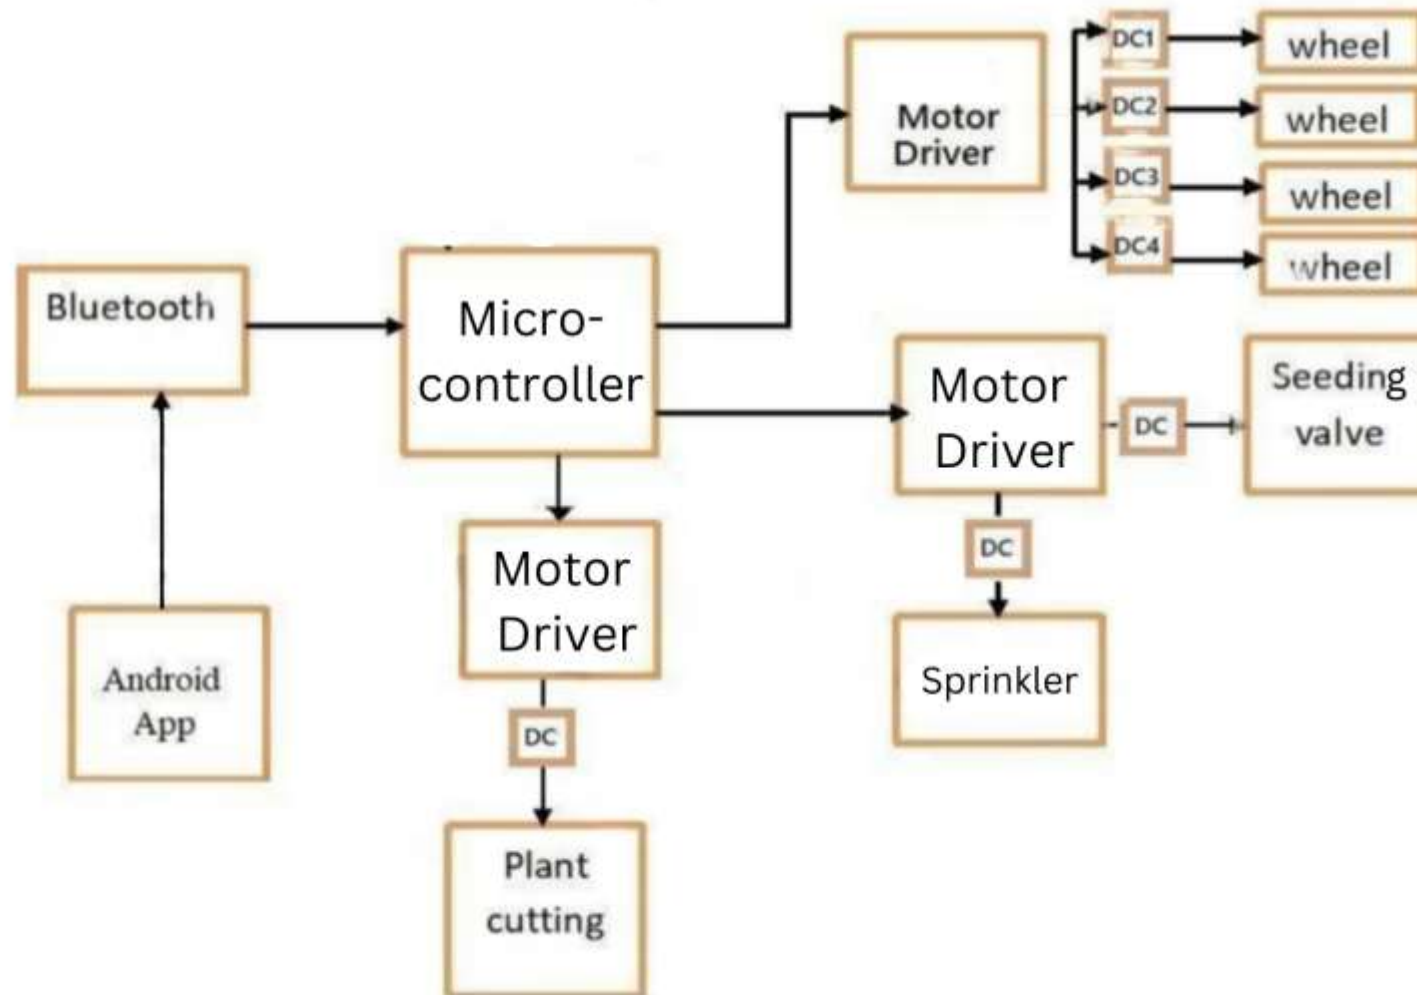 DC1
wheel
Motor
Driver
DC2
wheel
DC3
wheel
DC4
wheel
Bluetooth
Micro-
controller
Motor
Driver
DC
Seeding
valve
Motor
Driver
DC
Sprinkler
Android
App
DC
Plant
cutting